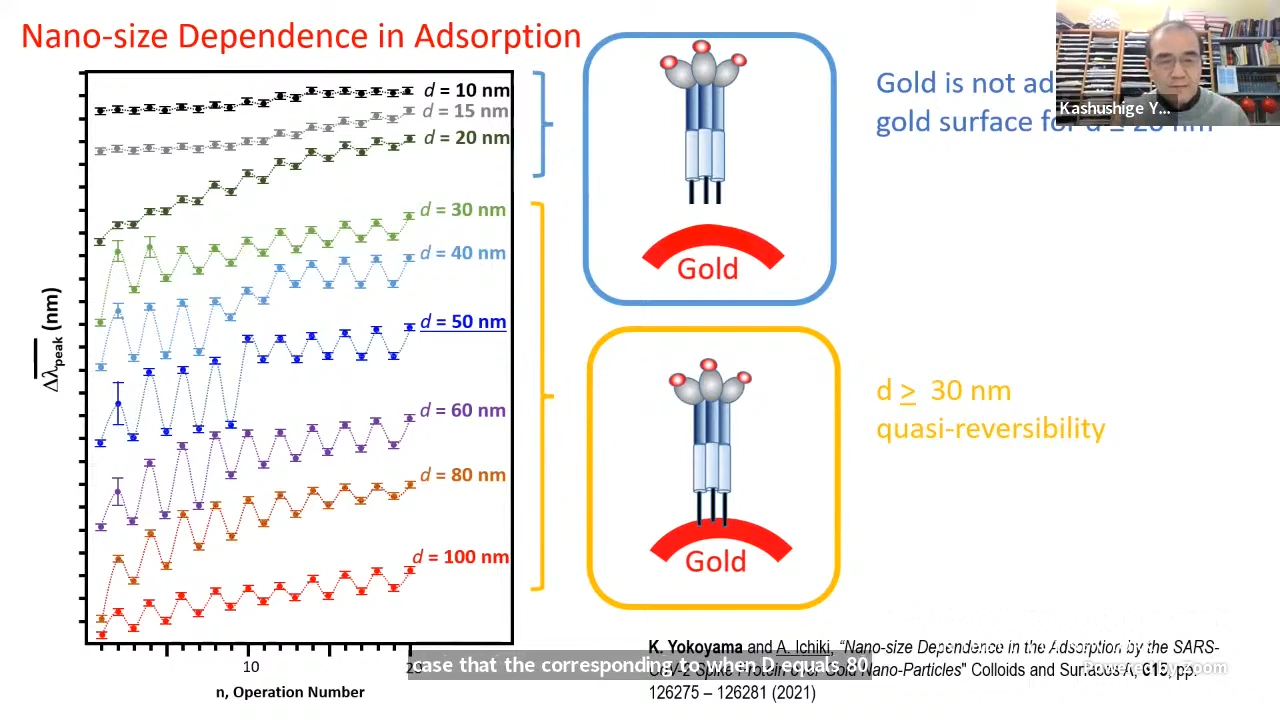 Nano-size Dependence in Adsorption
d = 10 nm
d = 15 nm
d = 20 nm
d = 30 nm
d = 40 nm
d = 50 nm
d = 60 nm
d = 80 nm
d = 100 nm
Δλpeak (nm)
10
n, Operation Number
Gold
Gold
Gold is not
gold surface for
Kashushige Y...
d ≥ 30 nm
quasi-reversibility
K. Yokoyama and A. Ichiki, "Nano-size Dependence in the Adsorption by the SARS-
CoV-2 Spike Protein over Gold Nano-Particles" Colloids and Surfaces A, 615, pp.
126275 – 126281 (2021)
case that the corresponding to when D equals 80
Powered by Zoom